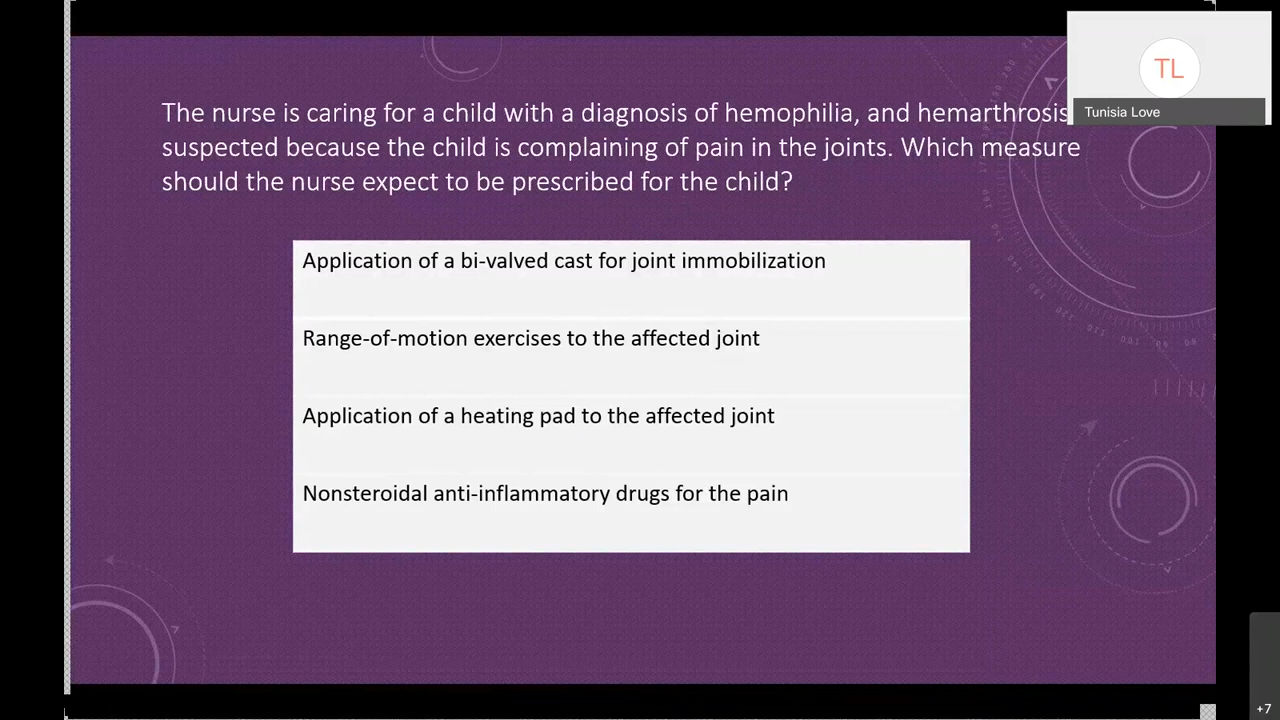 The nurse is caring for a child with a diagnosis of hemophilia, and hemarthrosis
suspected because the child is complaining of pain in the joints. Which measure
should the nurse expect to be prescribed for the child?
Application of a bi-valved cast for joint immobilization
Range-of-motion exercises to the affected joint
Application of a heating pad to the affected joint
Nonsteroidal anti-inflammatory drugs for the pain
TL
Tunisia Love
+7